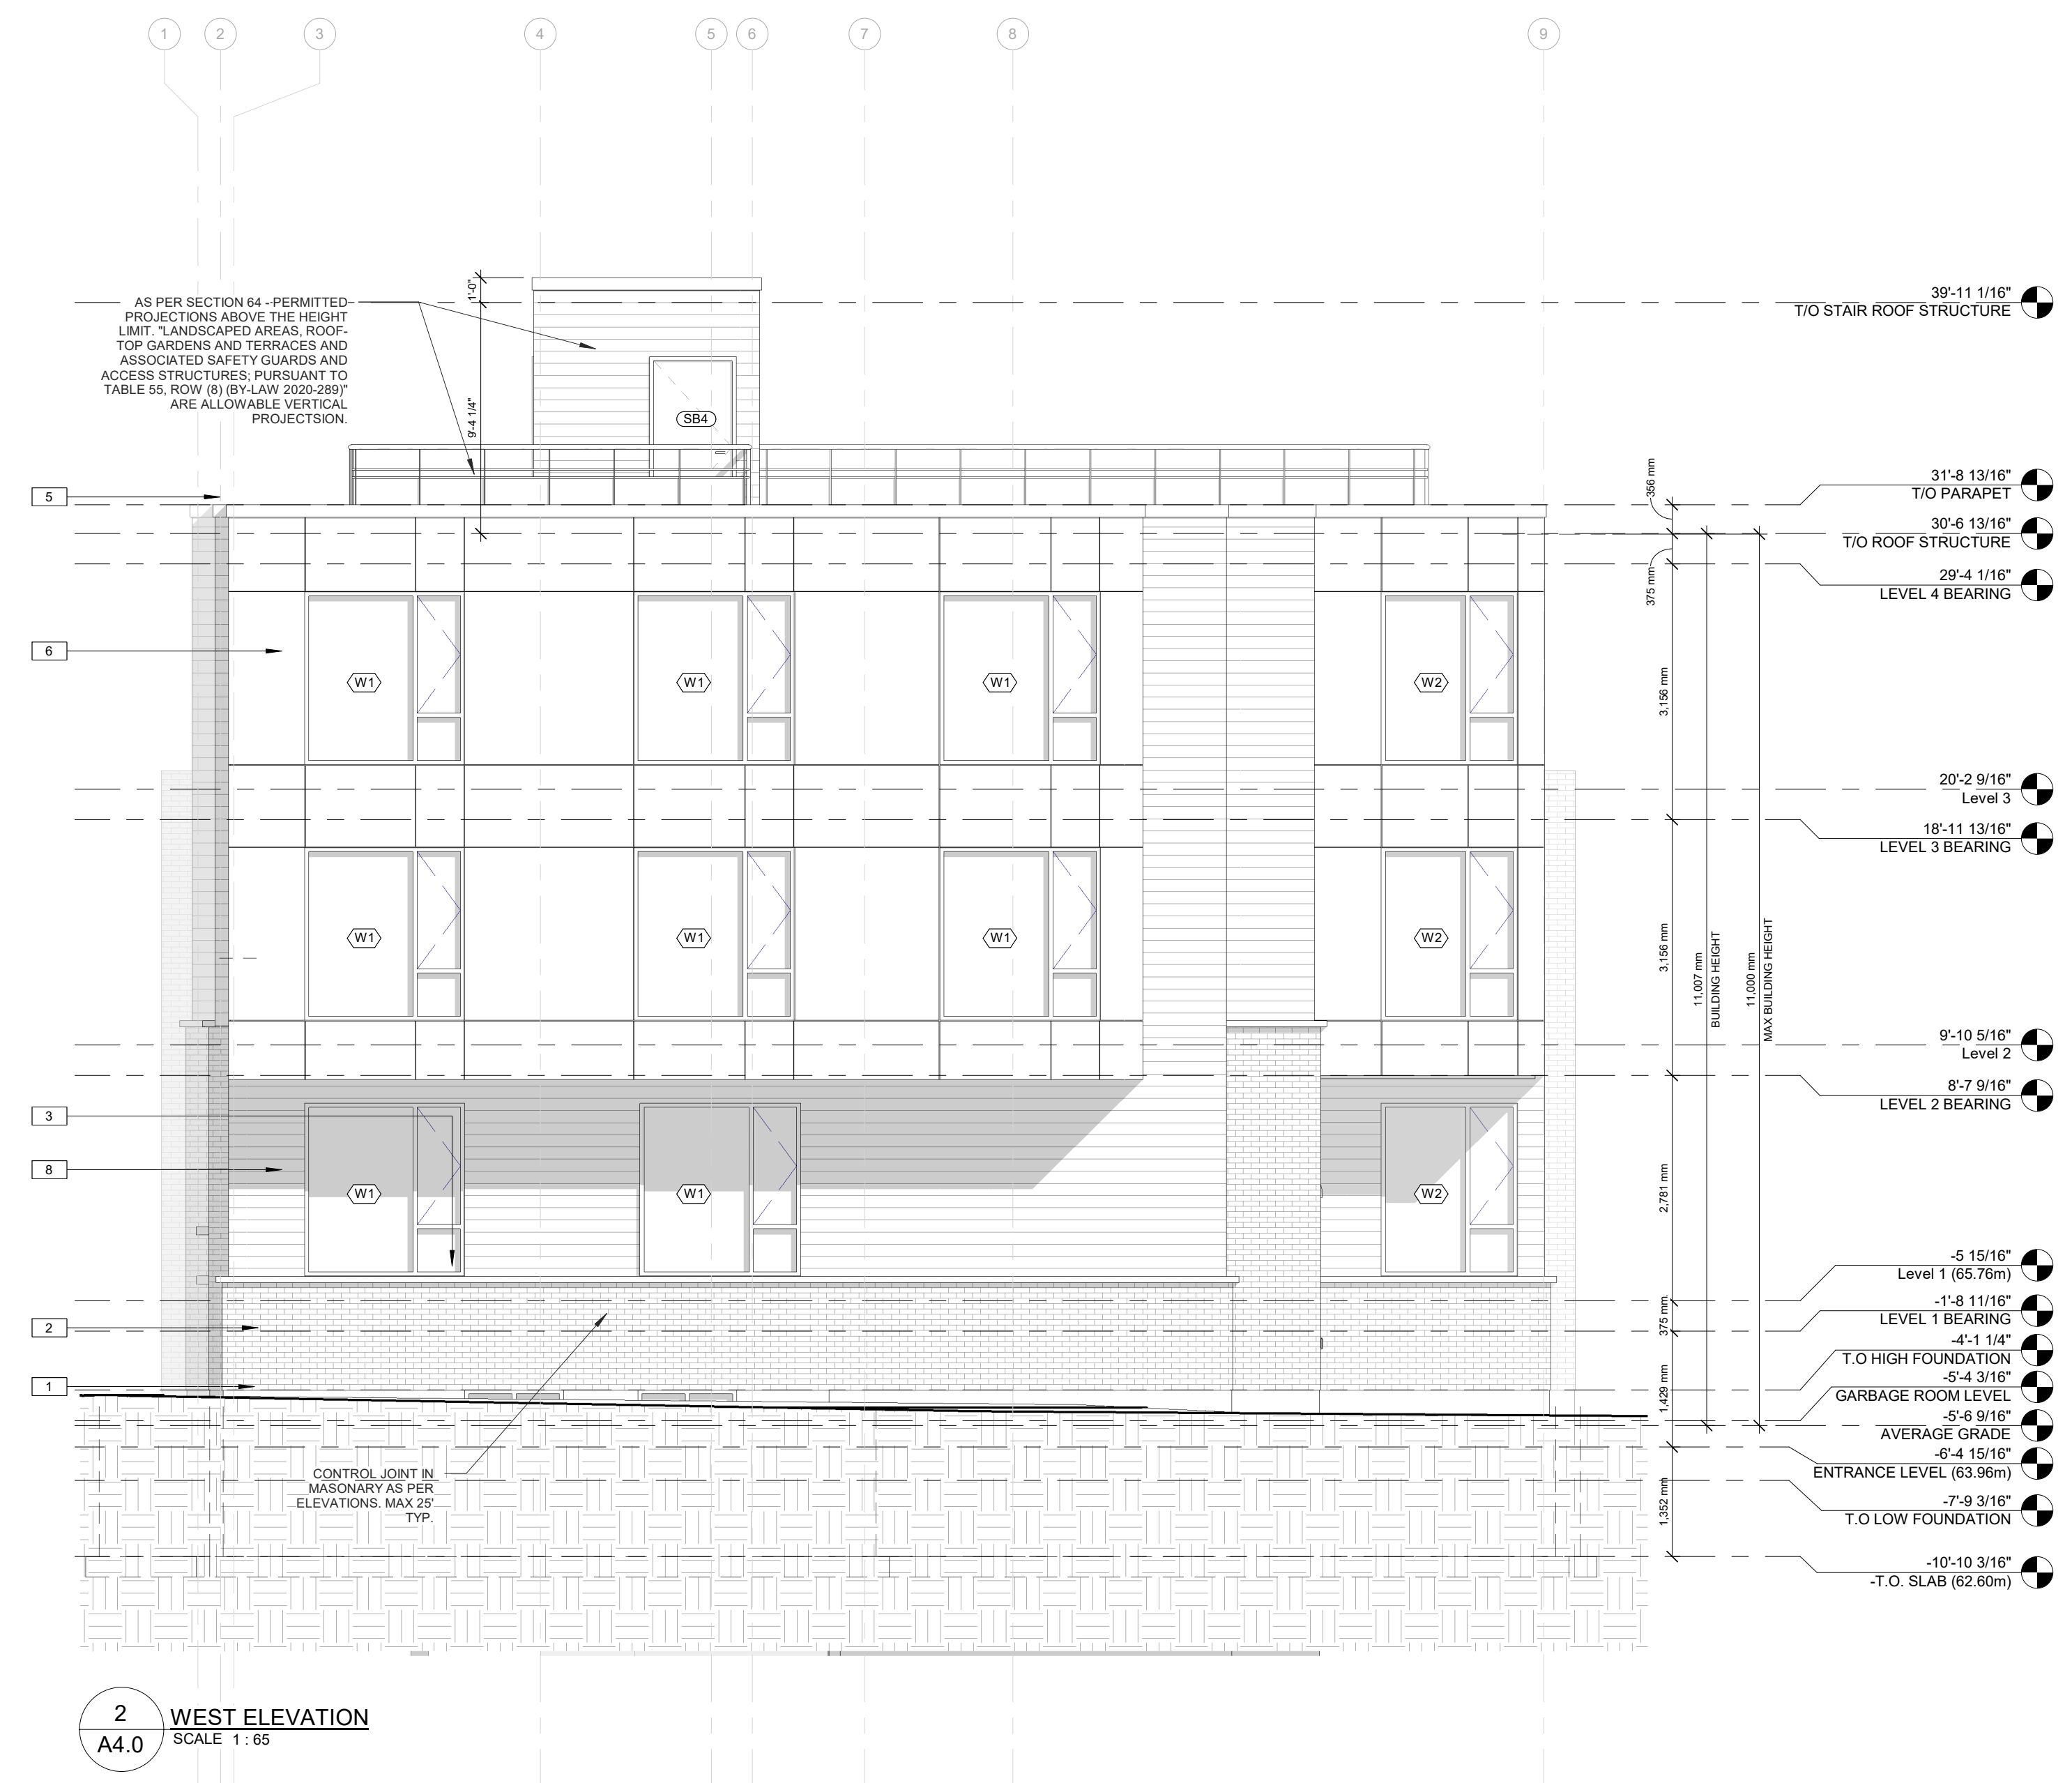 1 2 3 4 5 6 7 8 9
AS PER SECTION 64 - PERMITTED
PROJECTIONS ABOVE THE HEIGHT
LIMIT. "LANDSCAPED AREAS, ROOF-
TOP GARDENS AND TERRACES AND
ASSOCIATED SAFETY GUARDS AND
ACCESS STRUCTURES; PURSUANT TO
TABLE 55, ROW (8) (BY-LAW 2020-289)"
ARE ALLOWABLE VERTICAL
PROJECTSION.
1'-0"
9'-4 1/4"
SB4
5
6
W1 W1 W1 W2
W1 W1 W1 W2
3
8
W1 W1 W2
2
1
CONTROL JOINT IN
MASONARY AS PER
ELEVATIONS. MAX 25'
TYP.
356 mm
375 mm
3,156 mm
3,156 mm
2,781 mm
375 mm
1,429 mm
1,352 mm
11,007 mm
BUILDING HEIGHT
11,000 mm
MAX BUILDING HEIGHT
39'-11 1/16"
T/O STAIR ROOF STRUCTURE
31'-8 13/16"
T/O PARAPET
30'-6 13/16"
T/O ROOF STRUCTURE
29'-4 1/16"
LEVEL 4 BEARING
20'-2 9/16"
Level 3
18'-11 13/16"
LEVEL 3 BEARING
9'-10 5/16"
Level 2
8'-7 9/16"
LEVEL 2 BEARING
-5 15/16"
Level 1 (65.76m)
-1'-8 11/16"
LEVEL 1 BEARING
-4'-1 1/4"
T.O HIGH FOUNDATION
-5'-4 3/16"
GARBAGE ROOM LEVEL
-5'-6 9/16"
AVERAGE GRADE
-6'-4 15/16"
ENTRANCE LEVEL (63.96m)
-7'-9 3/16"
T.O LOW FOUNDATION
-10'-10 3/16"
-T.O. SLAB (62.60m)
2
A4.0
WEST ELEVATION
SCALE 1 : 65